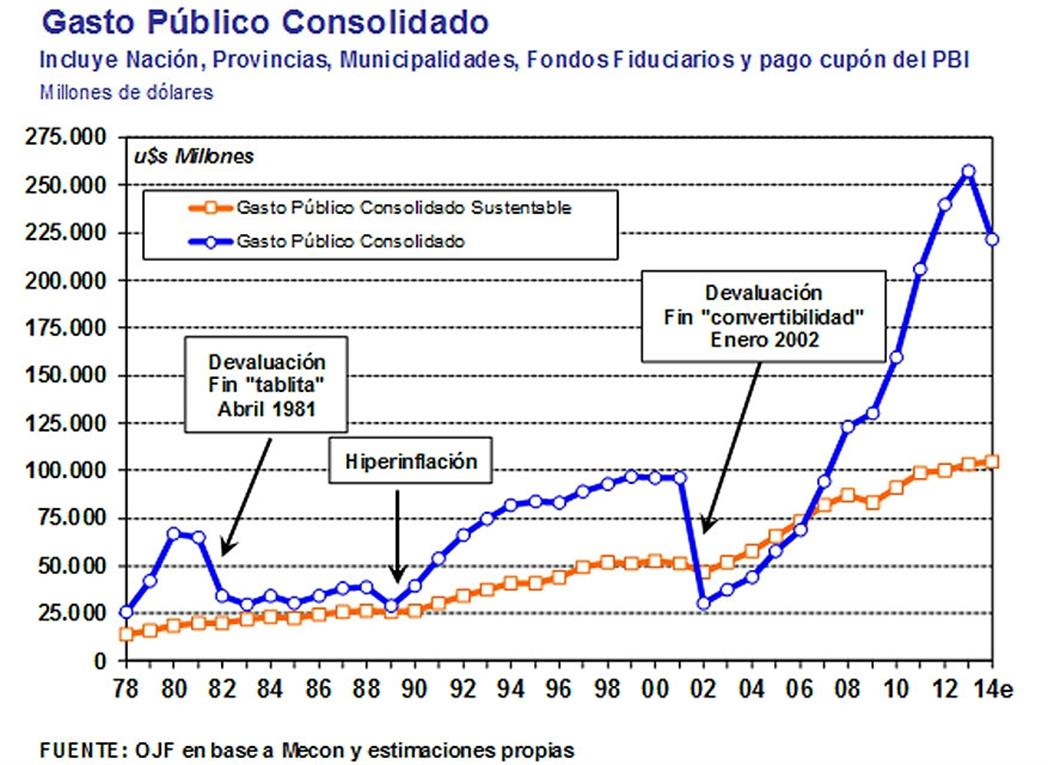 Gasto Público Consolidado
Incluye Nación, Provincias, Municipalidades, Fondos Fiduciarios y pago cupón del PBI
Millones de dólares
275.000
u$s Millones
250.000
Gasto Público Consolidado Sustentable
225.000
Gasto Público Consolidado
200.000
Devaluación
Fin "convertibilidad"
Enero 2002
175.000
Devaluación
Fin "tablita"
Abril 1981
150.000
125.000
Hiperinflación
100.000
75.000
50.000
25.000
0
78 80 82 84 86 88 90 92 94 96 98 00 02 04 06 08 10 12 14e
FUENTE: OJF en base a Mecon y estimaciones propias